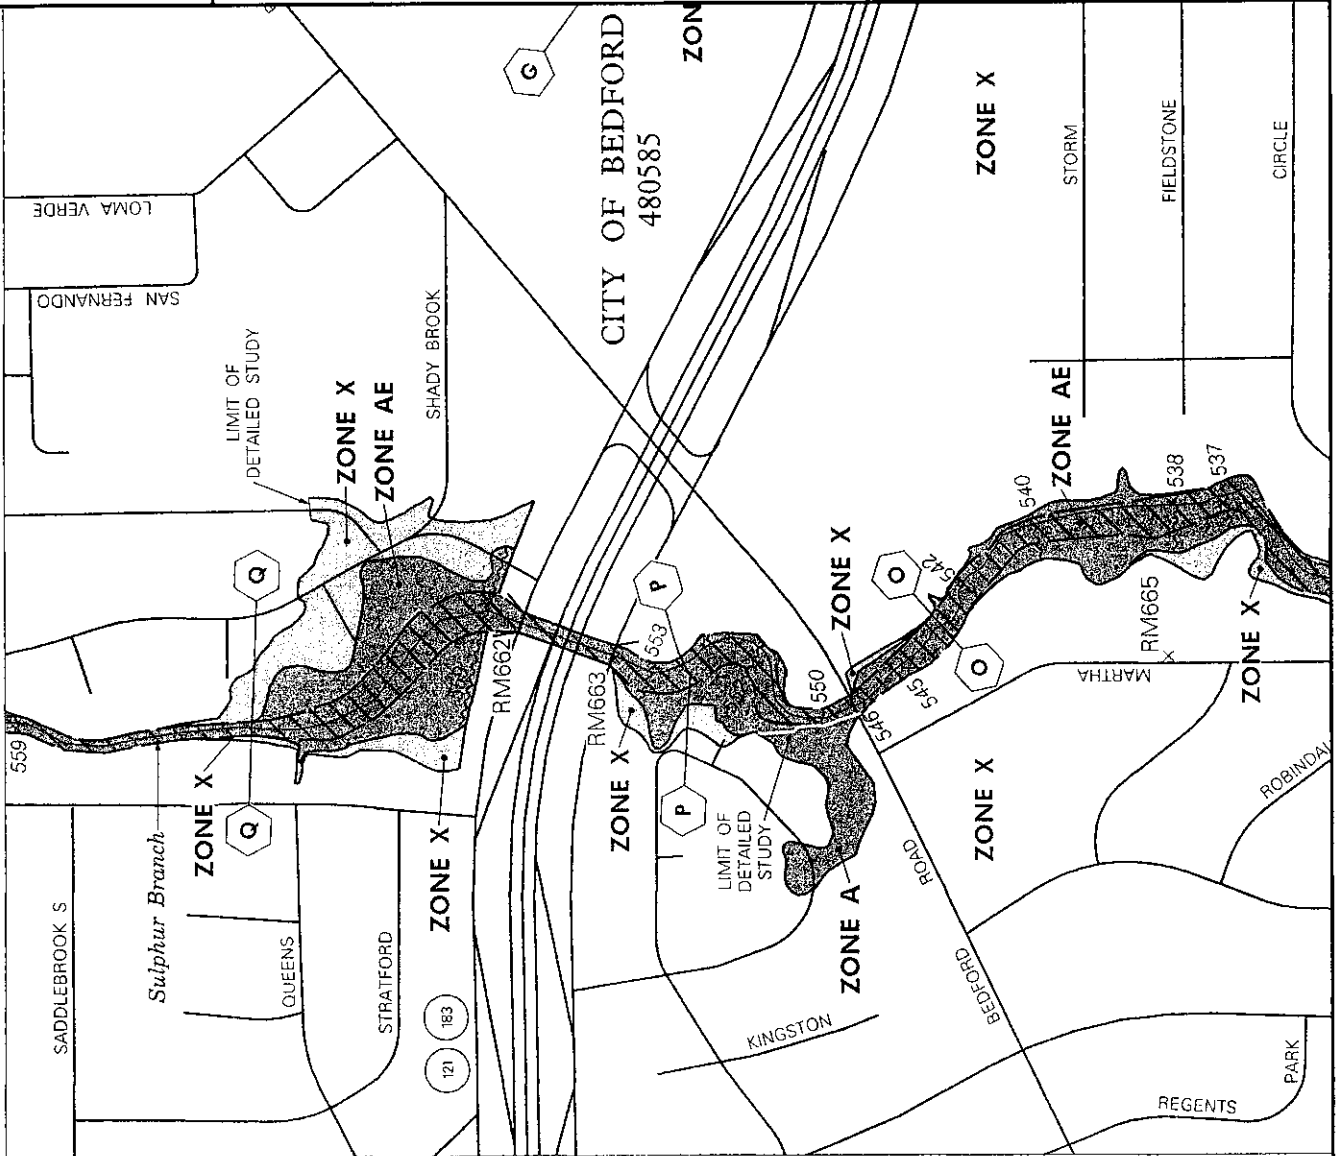 LOMA VERDE
SAN FERNANDO
G
CITY OF BEDFORD
480585
ZON
ZONE X
STORM
FIELDSTONE
CIRCLE
LIMIT OF
DETAILED STUDY
ZONE X
ZONE AE
SHADY BROOK
Q
559
Sulphur Branch
ZONE X
Q
ZONE X
RM662
SADDLEBROOK S
QUEENS
STRATFORD
121
183
P
553
RM663
ZONE X
P
LIMIT OF
DETAILED
STUDY
ZONE A
550
ZONE X
O
542
540
ZONE AE
538
537
O
545
546
RM665
X
MARTHA
ZONE X
ZONE X
ROBINDAL
ROAD
BEDFORD
KINGSTON
REGENTS
PARK